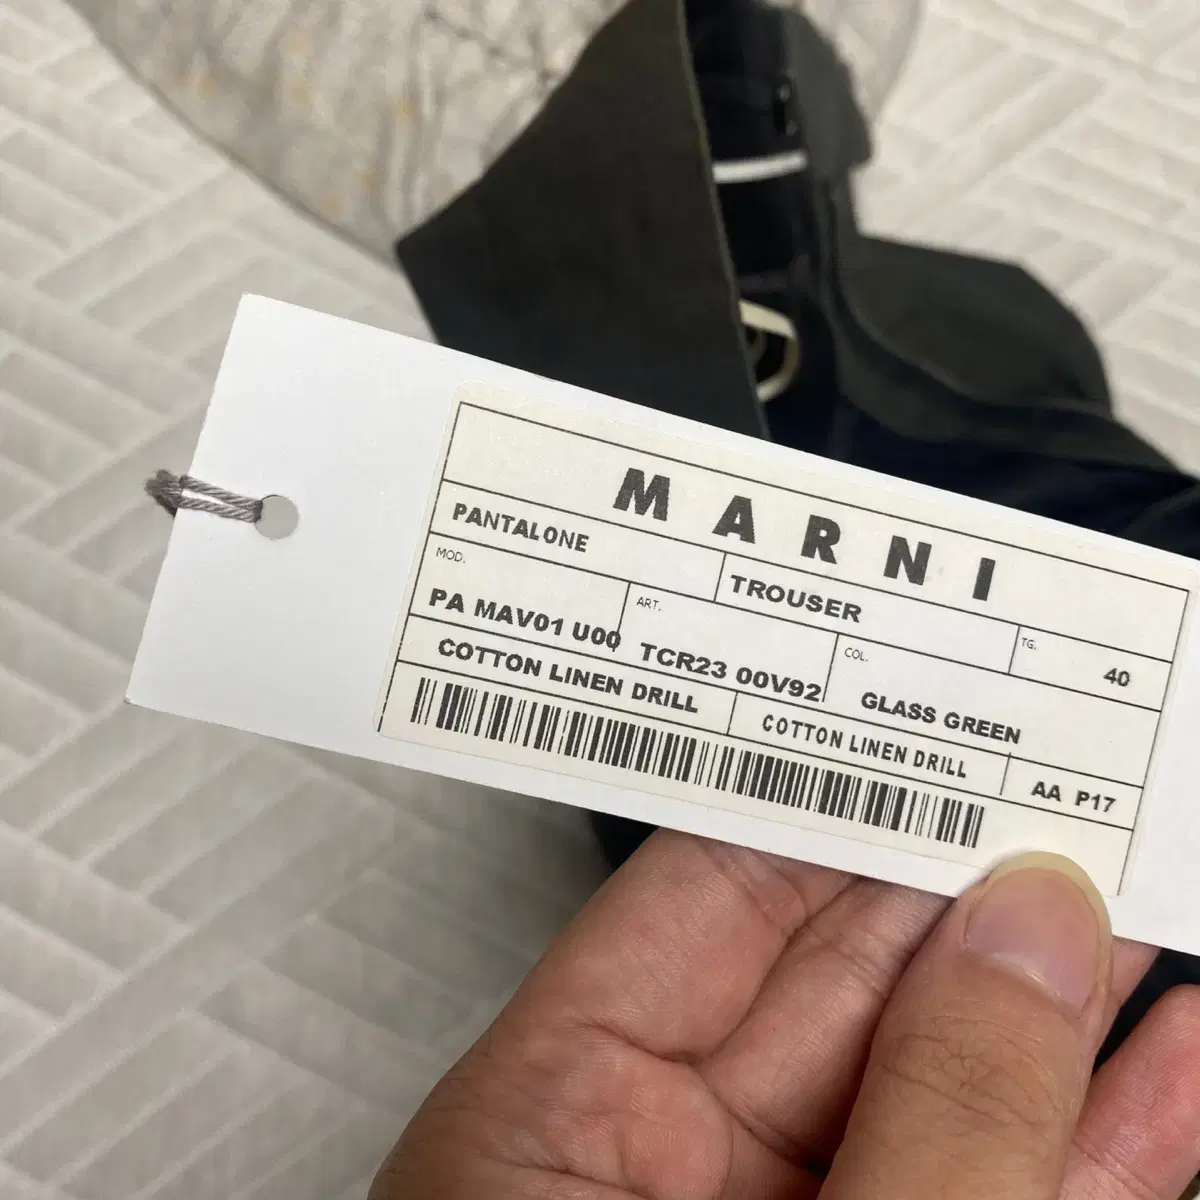 MARNI
PANTALONE
TROUSER
TG.
40
MOD.
PA MAV01 U00
ART.
TCR23 00V92
COL.
GLASS GREEN
COTTON LINEN DRILL
COTTON LINEN DRILL
AA P17